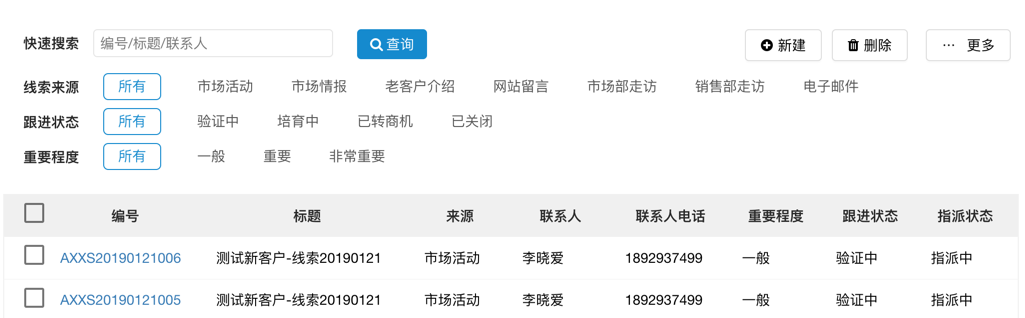 快速搜索 编号/标题/联系人 查询 新建 删除 ··· 更多
线索来源 所有 市场活动 市场情报 老客户介绍 网站留言 市场部走访 销售部走访 电子邮件
跟进状态 所有 验证中 培育中 已转商机 已关闭
重要程度 所有 一般 重要 非常重要
编号 标题 来源 联系人 联系人电话 重要程度 跟进状态 指派状态
AXXS20190121006 测试新客户-线索20190121 市场活动 李晓爱 1892937499 一般 验证中 指派中
AXXS20190121005 测试新客户-线索20190121 市场活动 李晓爱 1892937499 一般 验证中 指派中